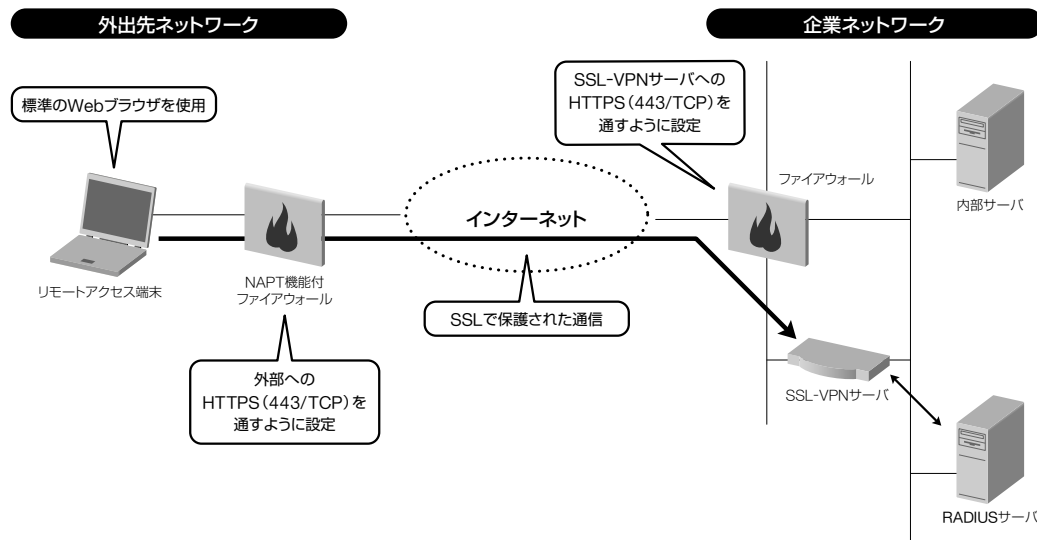 外出先ネットワーク
企業ネットワーク
標準のWebブラウザを使用
SSL-VPNサーバへの
HTTPS(443/TCP)を
通すように設定
ファイアウォール
内部サーバ
インターネット
リモートアクセス端末
NAPT機能付
ファイアウォール
SSLで保護された通信
外部への
HTTPS(443/TCP)を
通すように設定
SSL-VPNサーバ
RADIUSサーバ